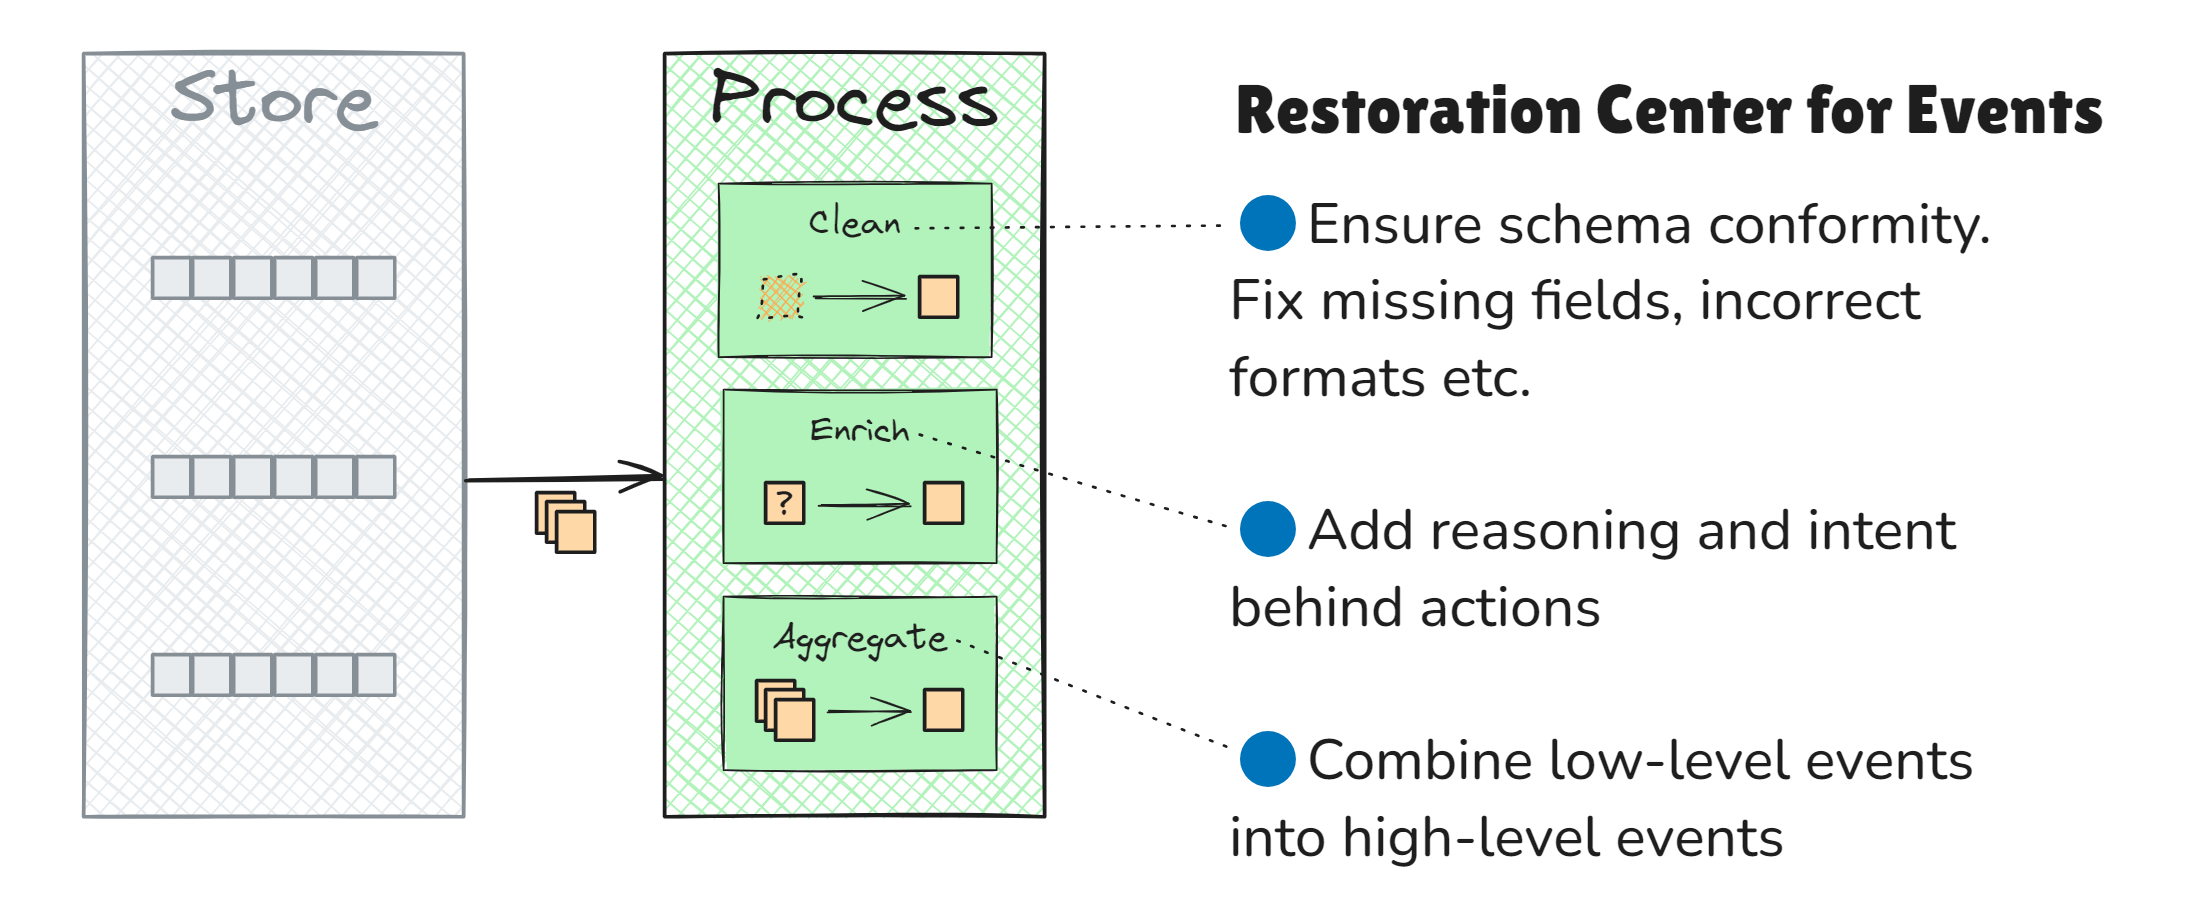 Store
Process
Clean
Enrich
?
Aggregate
Restoration Center for Events
Ensure schema conformity.
Fix missing fields, incorrect
formats etc.
Add reasoning and intent
behind actions
Combine low-level events
into high-level events